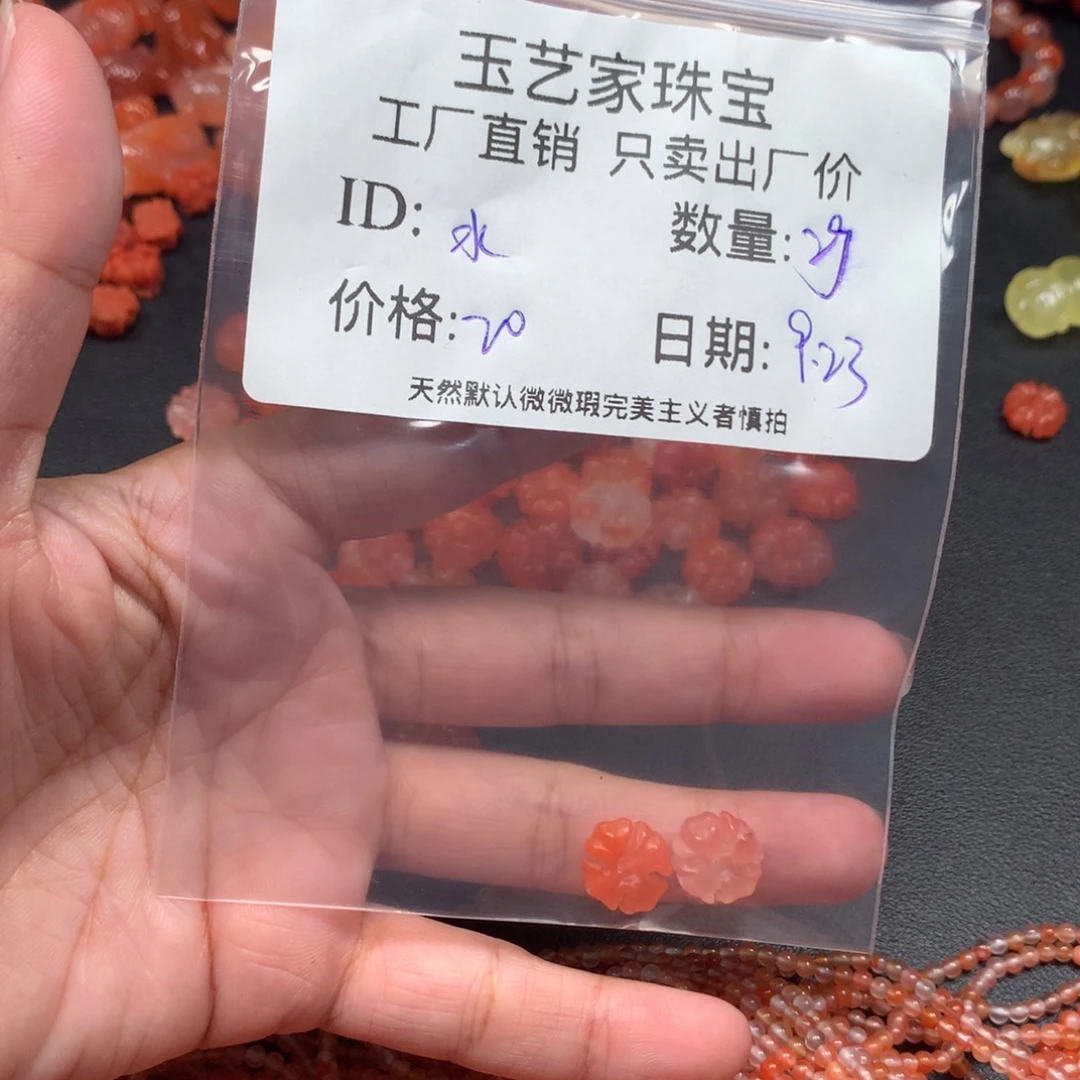 玉艺家珠宝
工厂直销 只卖出厂价
ID: 水 数量:
价格:20 日期: 9.23
天然默认微微瑕完美主义者慎拍